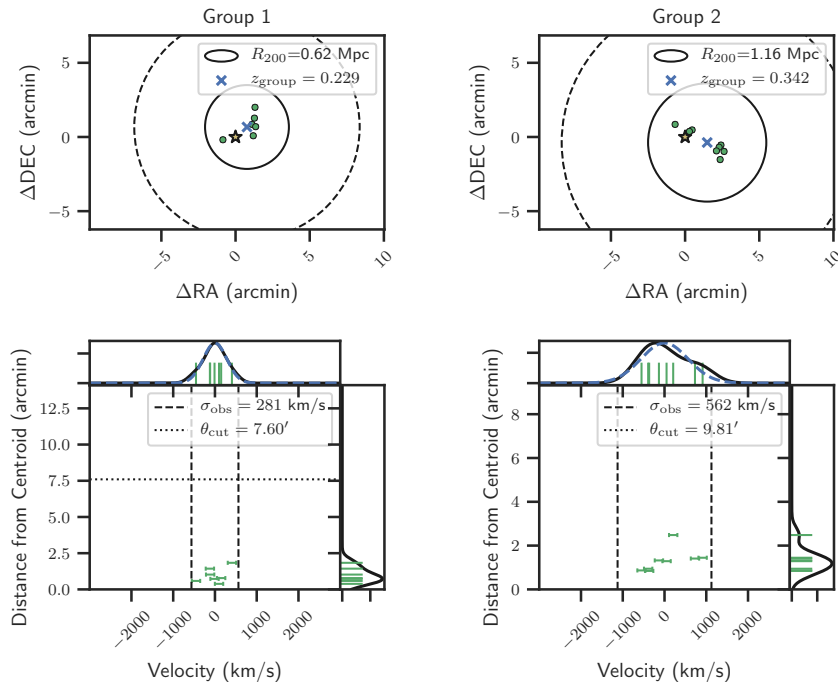 Group 1
Group 2
5
0
−5
ΔDEC (arcmin)
R200=0.62 Mpc
zgroup = 0.229
−5
0
5
10
ΔRA (arcmin)
5
0
−5
ΔDEC (arcmin)
R200=1.16 Mpc
zgroup = 0.342
−5
0
5
10
ΔRA (arcmin)
12.5
10.0
7.5
5.0
2.5
0.0
Distance from Centroid (arcmin)
σobs = 281 km/s
θcut = 7.60′
−2000
−1000
0
1000
2000
Velocity (km/s)
8
6
4
2
0
Distance from Centroid (arcmin)
σobs = 562 km/s
θcut = 9.81′
−2000
−1000
0
1000
2000
Velocity (km/s)